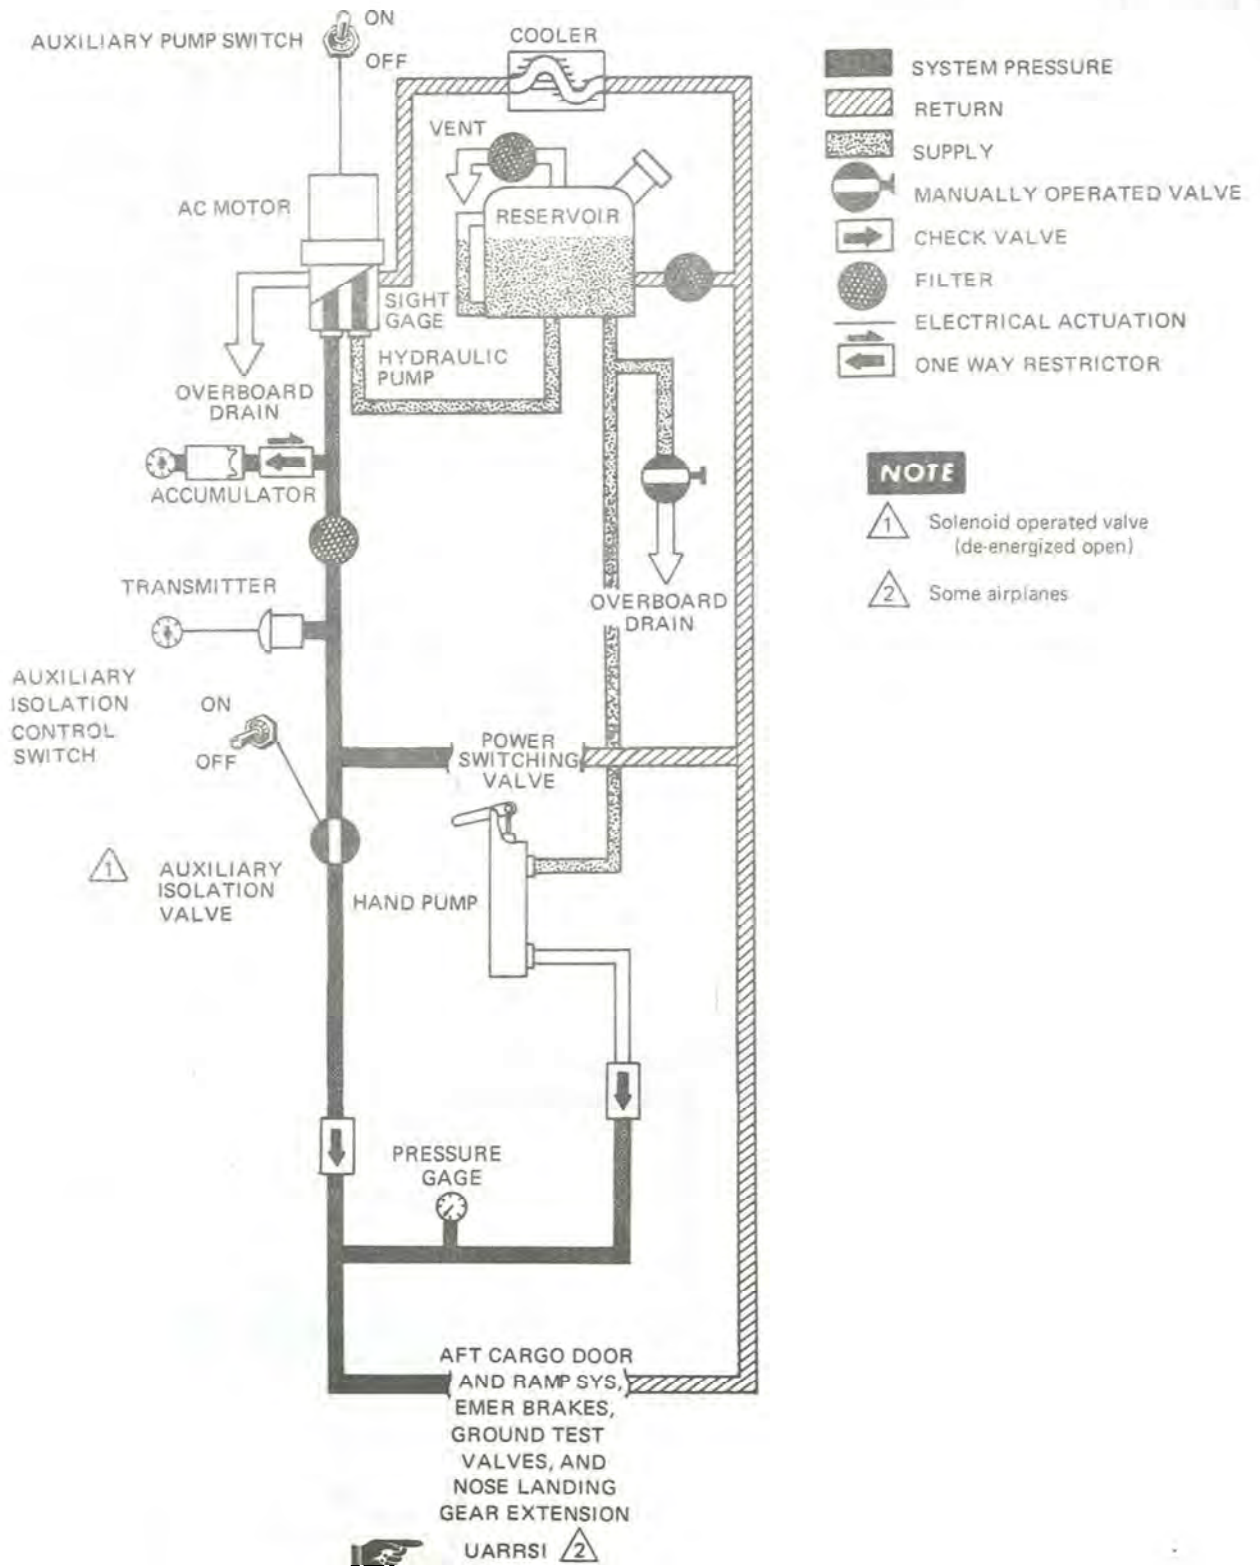 AUXILIARY PUMP SWITCH
ON
OFF
COOLER
VENT
AC MOTOR
RESERVOIR
SIGHT
GAGE
HYDRAULIC
PUMP
OVERBOARD
DRAIN
ACCUMULATOR
TRANSMITTER
OVERBOARD
DRAIN
AUXILIARY
ISOLATION
CONTROL
SWITCH
ON
OFF
POWER
SWITCHING
VALVE
1
AUXILIARY
ISOLATION
VALVE
HAND PUMP
PRESSURE
GAGE
AFT CARGO DOOR
AND RAMP SYS,
EMER BRAKES,
GROUND TEST
VALVES, AND
NOSE LANDING
GEAR EXTENSION
UARRSI 2
SYSTEM PRESSURE
RETURN
SUPPLY
MANUALLY OPERATED VALVE
CHECK VALVE
FILTER
ELECTRICAL ACTUATION
ONE WAY RESTRICTOR
NOTE
1 Solenoid operated valve
(de-energized open)
2 Some airplanes